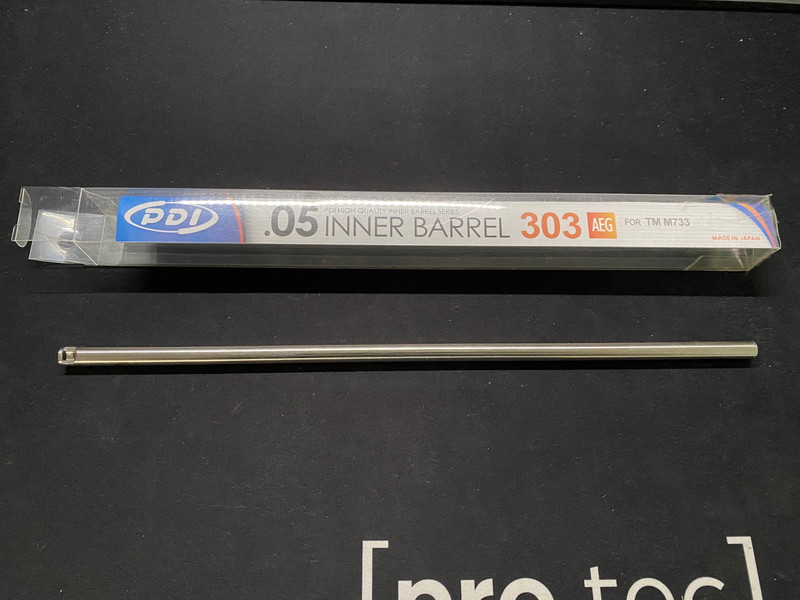 PDI
.05 PDI HIGH QUALITY INNER BARREL SERIES
INNER BARREL 303 AEG FOR TM M733
MADE IN JAPAN
[pro.tec]